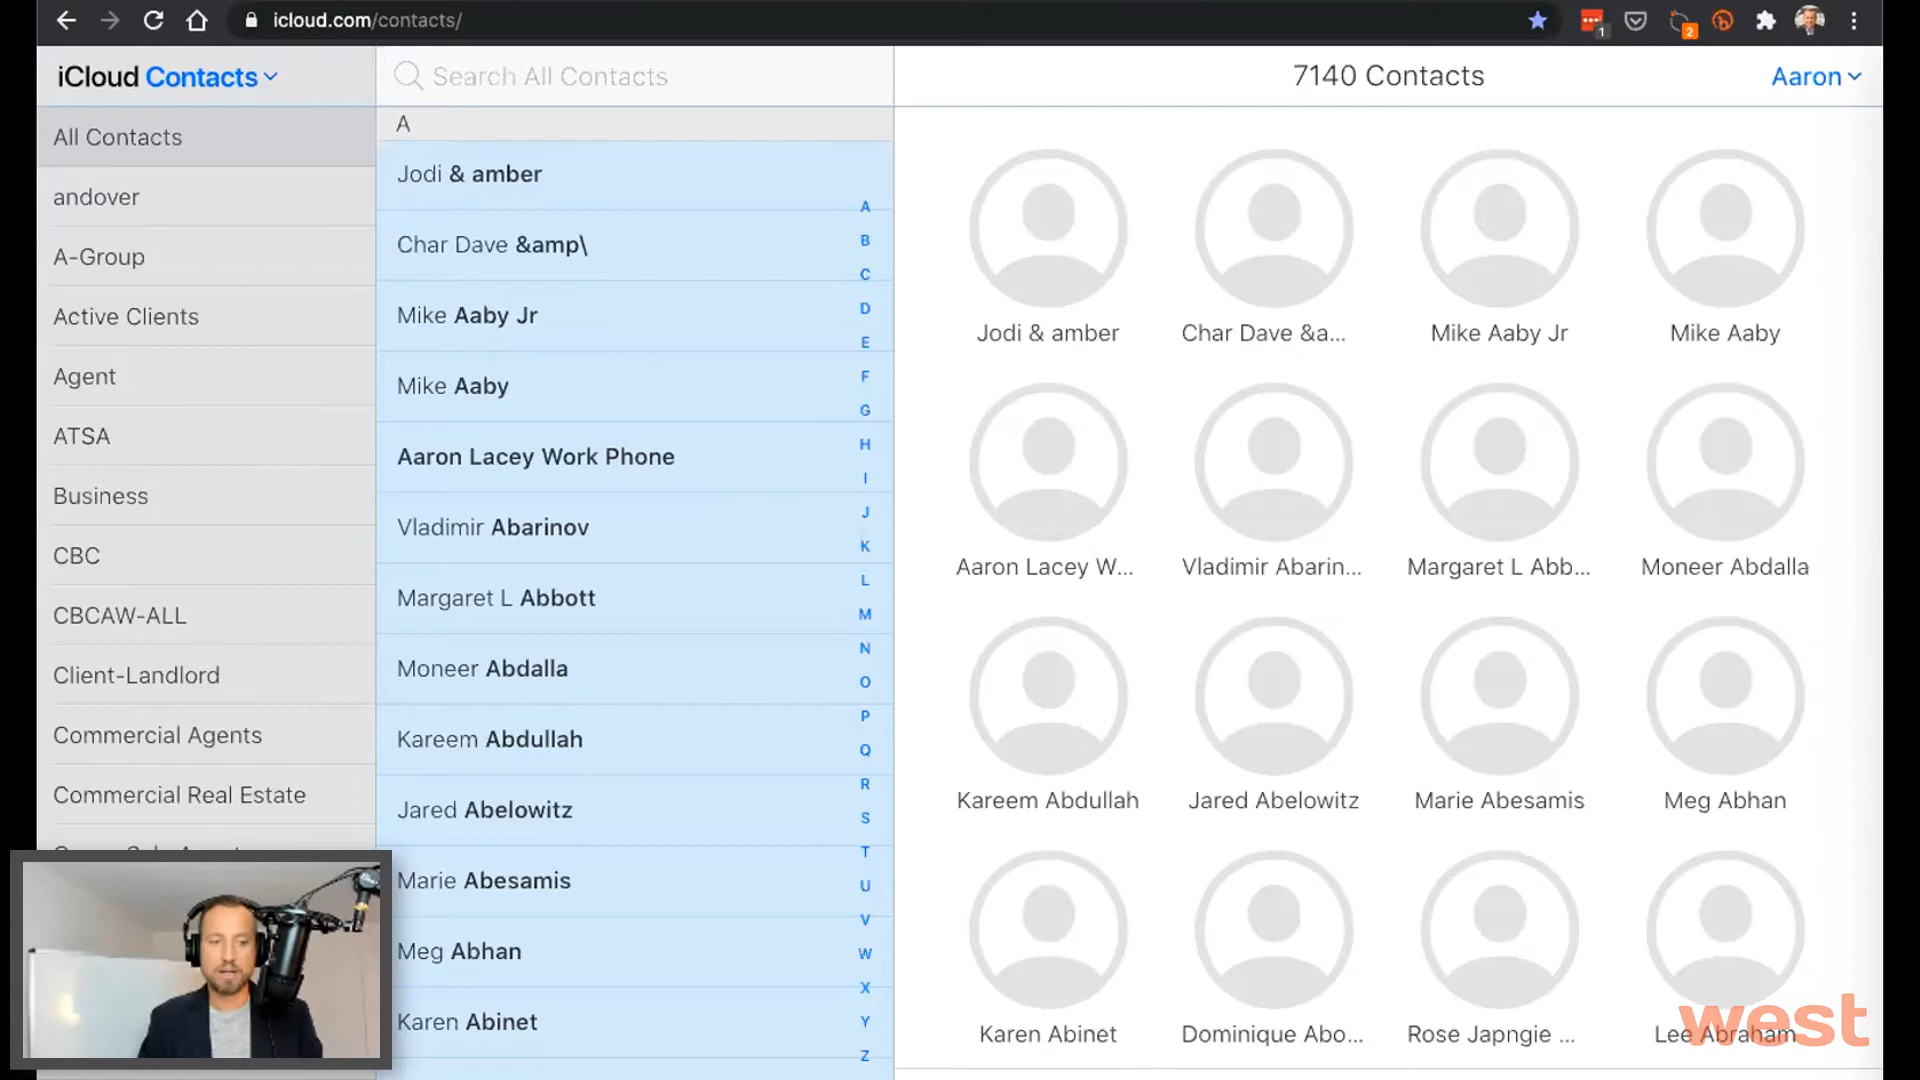 icloud.com/contacts/
1
2
iCloud Contacts
Search All Contacts
7140 Contacts
Aaron
All Contacts
andover
A-Group
Active Clients
Agent
ATSA
Business
CBC
CBCAW-ALL
Client-Landlord
Commercial Agents
Commercial Real Estate
A
Jodi & amber
Char Dave &amp\
Mike Aaby Jr
Mike Aaby
Aaron Lacey Work Phone
Vladimir Abarinov
Margaret L Abbott
Moneer Abdalla
Kareem Abdullah
Jared Abelowitz
Marie Abesamis
Meg Abhan
Karen Abinet
A
B
C
D
E
F
G
H
I
J
K
L
M
N
O
P
Q
R
S
T
U
V
W
X
Y
Z
Jodi & amber
Char Dave &a...
Mike Aaby Jr
Mike Aaby
Aaron Lacey W...
Vladimir Abarin...
Margaret L Abb...
Moneer Abdalla
Kareem Abdullah
Jared Abelowitz
Marie Abesamis
Meg Abhan
Karen Abinet
Dominique Abo...
Rose Japngie ...
Lee Abraham
west